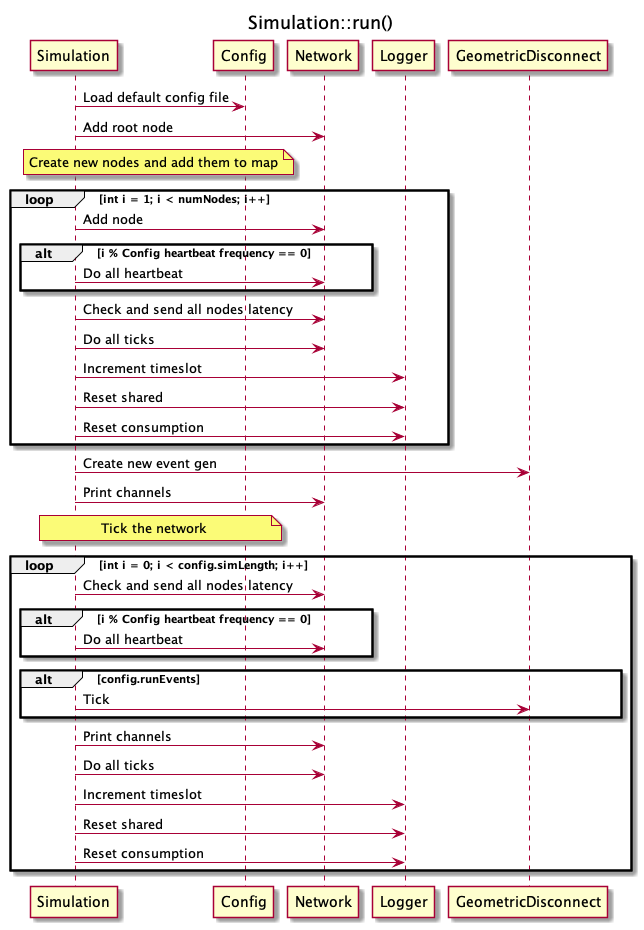 Simulation::run()
Simulation Config Network Logger GeometricDisconnect
Load default config file
Add root node
Create new nodes and add them to map
loop [int i = 1; i < numNodes; i++]
Add node
alt [i % Config heartbeat frequency == 0]
Do all heartbeat
Check and send all nodes latency
Do all ticks
Increment timeslot
Reset shared
Reset consumption
Create new event gen
Print channels
Tick the network
loop [int i = 0; i < config.simLength; i++]
Check and send all nodes latency
alt [i % Config heartbeat frequency == 0]
Do all heartbeat
alt [config.runEvents]
Tick
Print channels
Do all ticks
Increment timeslot
Reset shared
Reset consumption
Simulation Config Network Logger GeometricDisconnect